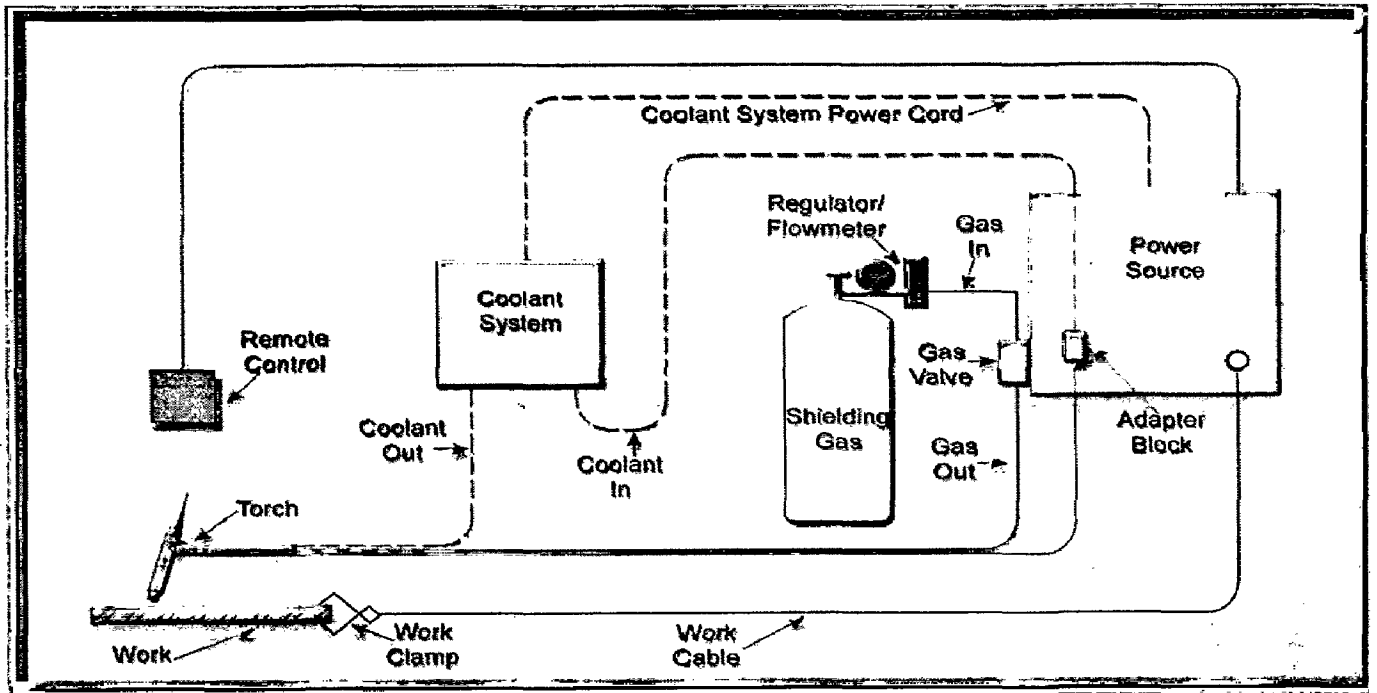 Coolant System Power Cord
Regulator/
Flowmeter
Gas
In
Power
Source
Coolant
System
Remote
Control
Gas
Valve
Shielding
Gas
Adapter
Block
Coolant
Out
Coolant
In
Gas
Out
Torch
Work
Work
Clamp
Work
Cable